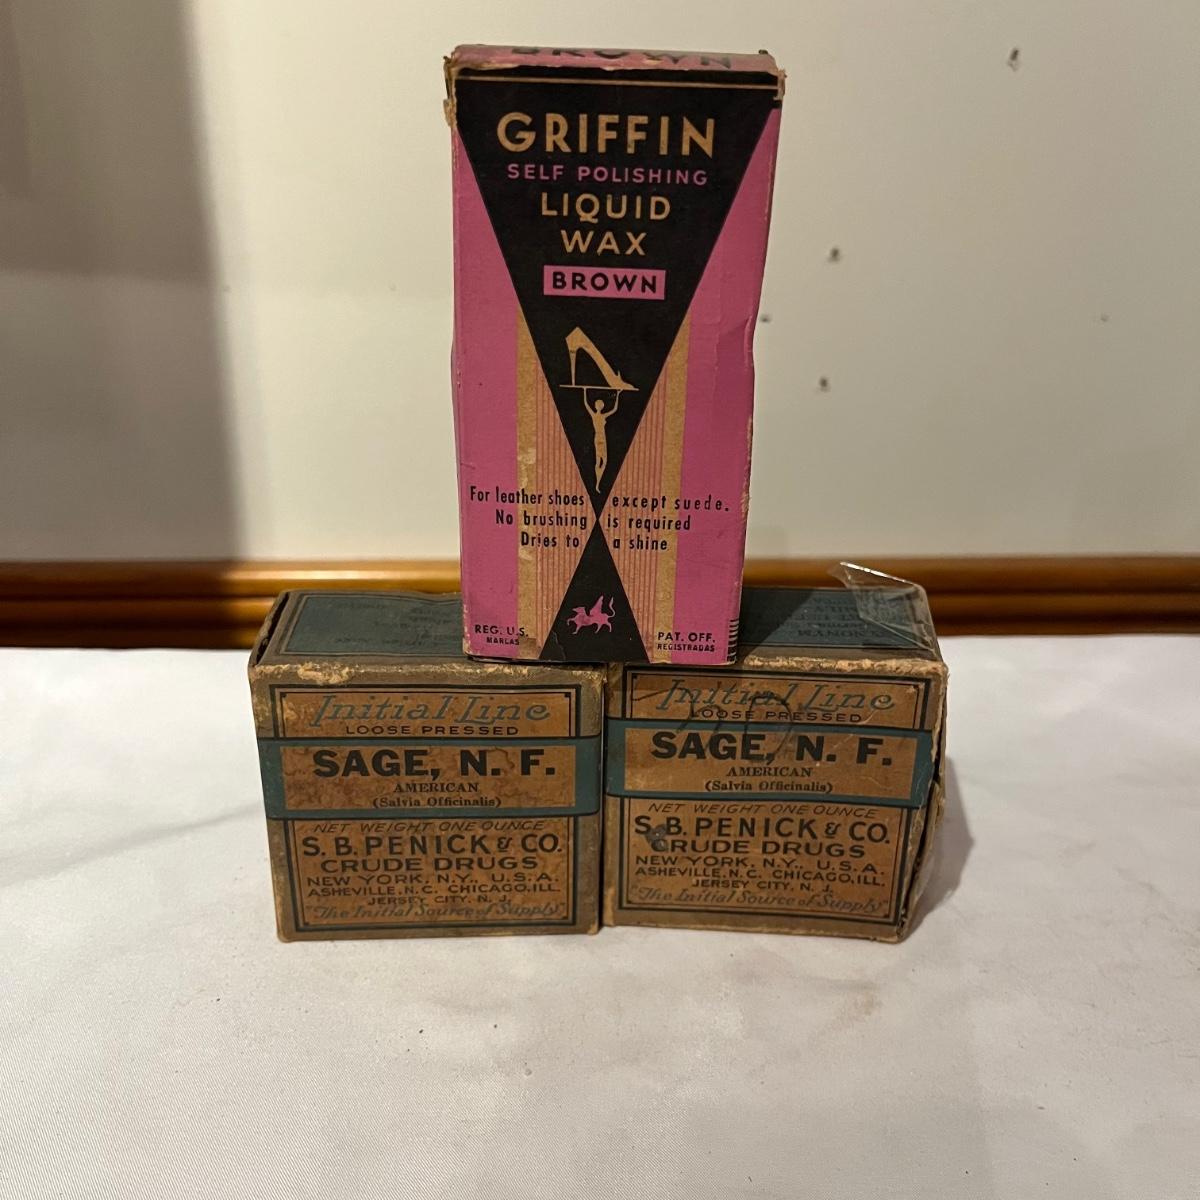 BROWN
GRIFFIN
SELF POLISHING
LIQUID
WAX
BROWN
For leather shoes except suede.
No brushing is required
Dries to a shine
REG. U.S. PAT. OFF.
MARCAS REGISTRADAS
Initial Line
LOOSE PRESSED
SAGE, N. F.
AMERICAN
(Salvia Officinalis)
NET WEIGHT ONE OUNCE
S. B. PENICK & CO.
CRUDE DRUGS
NEW YORK, N.Y., U.S.A.
ASHEVILLE, N.C. CHICAGO, ILL.
JERSEY CITY, N. J.
"The Initial Source of Supply"
Initial Line
LOOSE PRESSED
SAGE, N. F.
AMERICAN
(Salvia Officinalis)
NET WEIGHT ONE OUNCE
S. B. PENICK & CO.
CRUDE DRUGS
NEW YORK, N.Y., U.S.A.
ASHEVILLE, N.C. CHICAGO, ILL.
JERSEY CITY, N. J.
"The Initial Source of Supply"